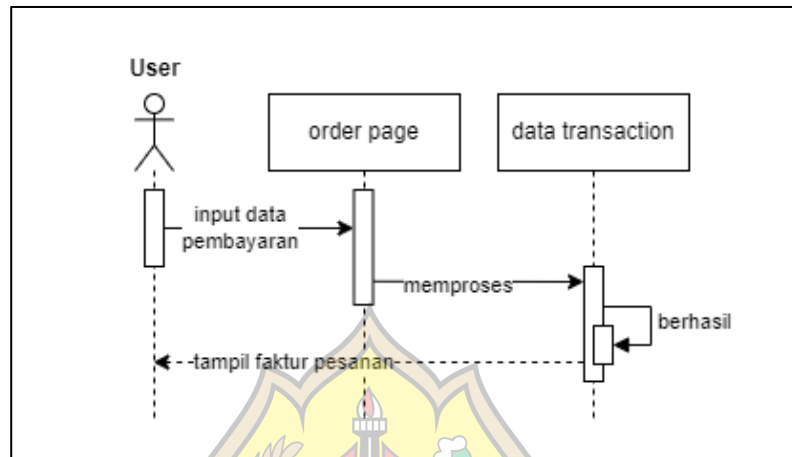 User
order page
data transaction
input data
pembayaran
memproses
berhasil
tampil faktur pesanan